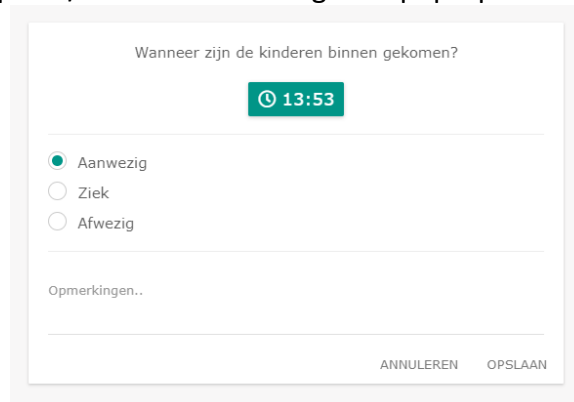 Wanneer zijn de kinderen binnen gekomen?
13:53
Aanwezig
Ziek
Afwezig
Opmerkingen..
ANNULEREN OPSLAAN